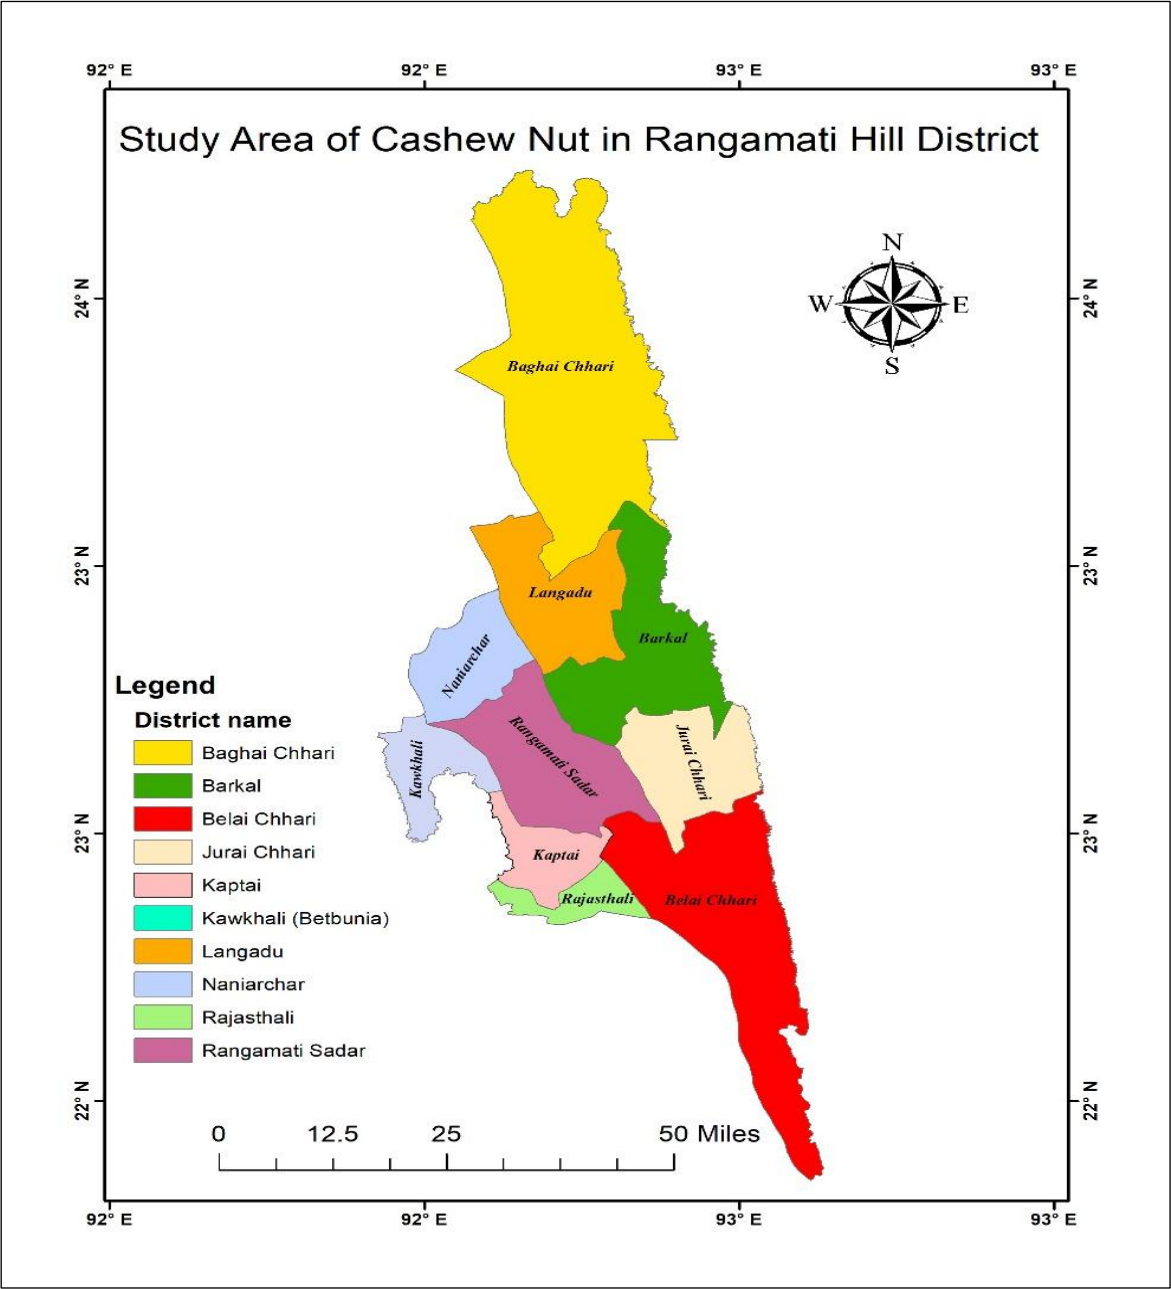 92° E 92° E 93° E 93° E
Study Area of Cashew Nut in Rangamati Hill District
N
W E
S
24° N 24° N
Baghai Chhari
23° N 23° N
Langadu
Barkal
Naniarchar
Rangamati Sadar
Jurai Chhari
Kawkhali
Legend
District name
Baghai Chhari
Barkal
Belai Chhari
Jurai Chhari
Kaptai
Kawkhali (Betbunia)
Langadu
Naniarchar
Rajasthali
Rangamati Sadar
23° N 23° N
Kaptai
Rajasthali
Belai Chhari
22° N 22° N
0 12.5 25 50 Miles
92° E 92° E 93° E 93° E